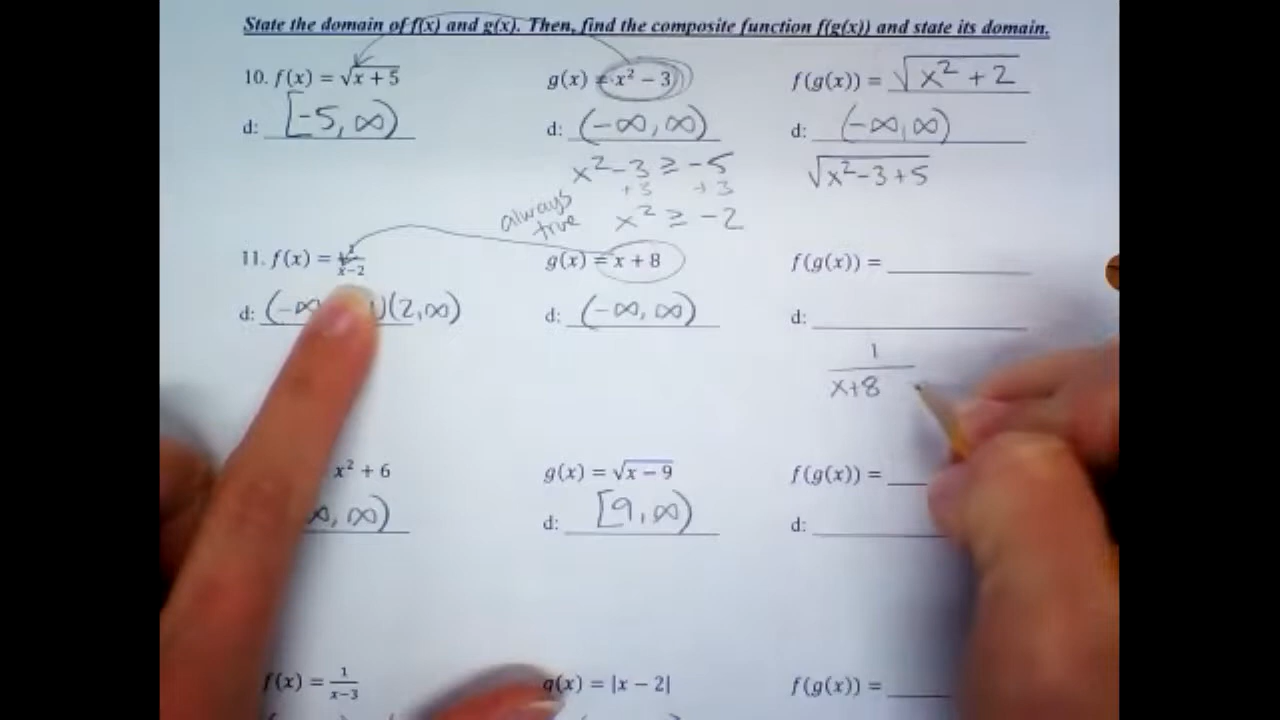 State the domain of f(x) and g(x). Then, find the composite function f(g(x)) and state its domain.
10. f(x) = √x + 5 g(x) = x² − 3 f(g(x)) = √x² + 2
d: [-5, ∞) d: (-∞, ∞) d: (-∞, ∞)
x² − 3 ≥ −5 √x² − 3 + 5
+3 +3
always true x² ≥ −2
11. f(x) = /x−2 g(x) = x + 8 f(g(x)) =
d: (-∞ U(2, ∞) d: (-∞, ∞) d:
1/x+8
x² + 6 g(x) = √x − 9 f(g(x)) =
∞, ∞) d: [9, ∞) d:
f(x) = 1/x−3 g(x) = |x − 2| f(g(x)) =